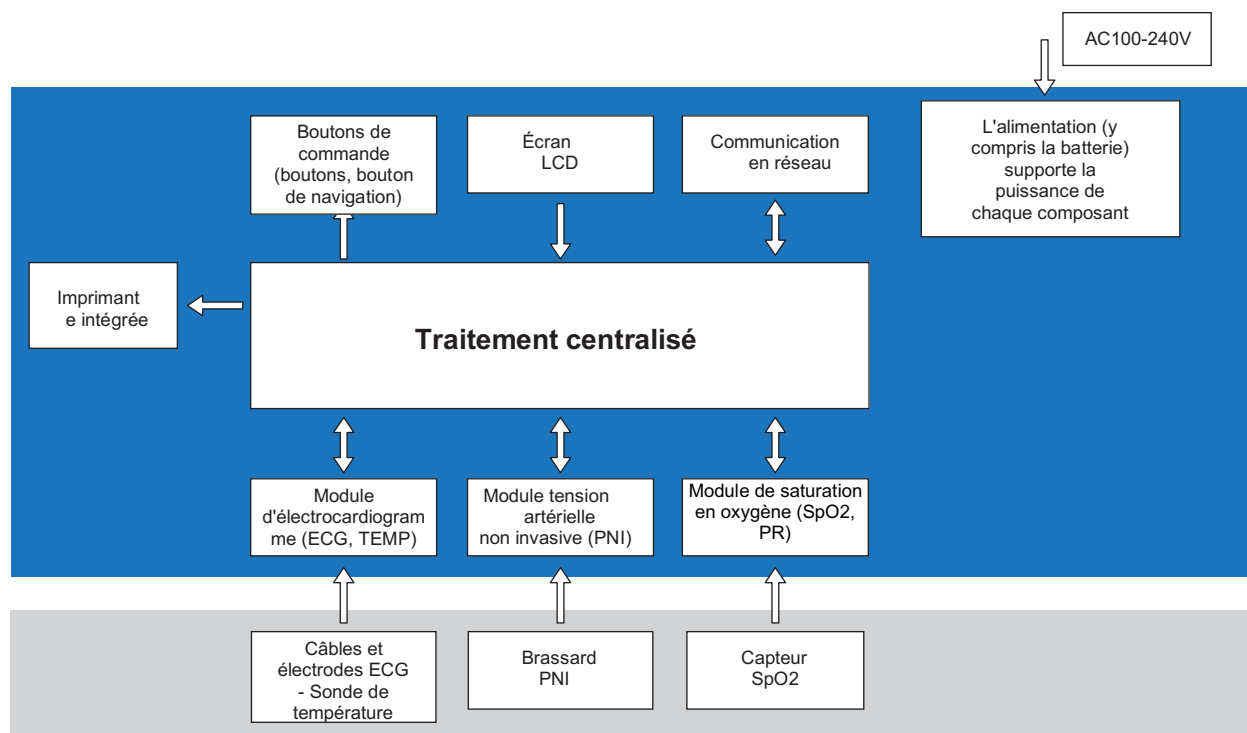 AC100-240V
Boutons de
commande
(boutons, bouton
de navigation)
Écran
LCD
Communication
en réseau
L'alimentation (y
compris la batterie)
supporte la
puissance de
chaque composant
Imprimant
e intégrée
Traitement centralisé
Module
d'électrocardiogram
me (ECG, TEMP)
Module tension
artérielle
non invasive (PNI)
Module de saturation
en oxygène (SpO2,
PR)
Câbles et
électrodes ECG
- Sonde de
température
Brassard
PNI
Capteur
SpO2